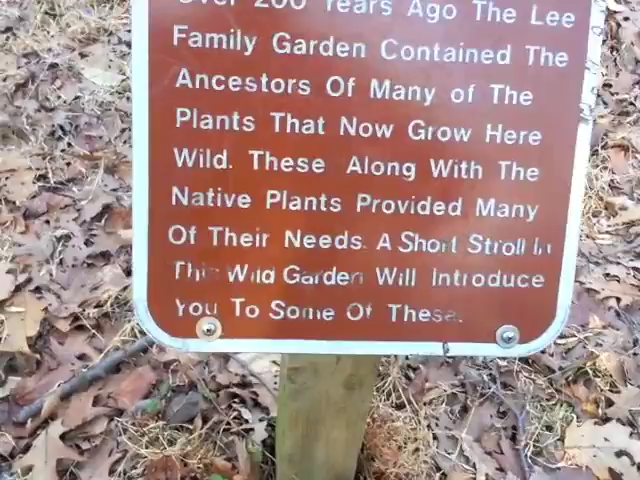 Over 200 Years Ago The Lee
Family Garden Contained The
Ancestors Of Many of The
Plants That Now Grow Here
Wild. These Along With The
Native Plants Provided Many
Of Their Needs. A Short Stroll In
This Wild Garden Will Introduce
You To Some Of These.